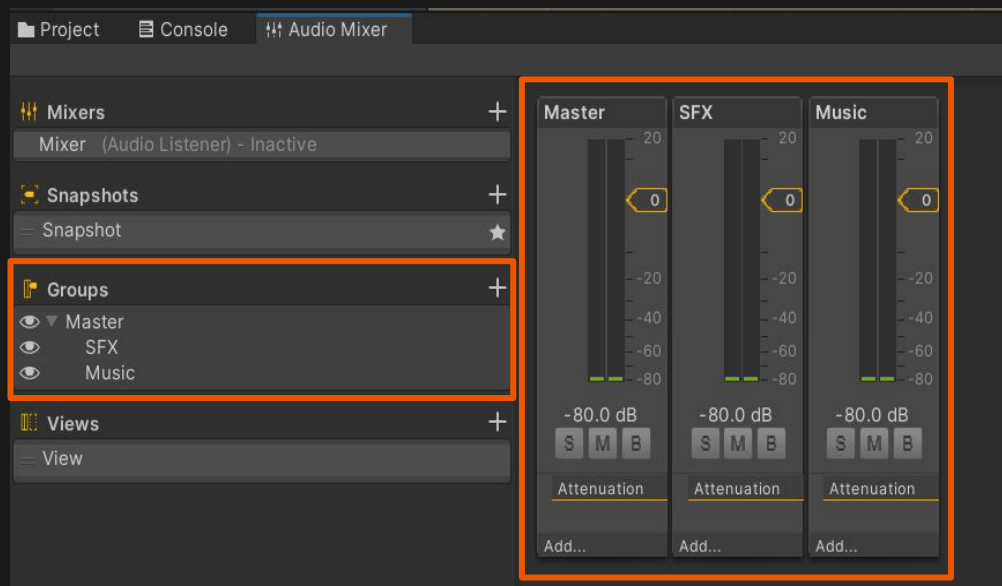 Project Console Audio Mixer
Mixers +
Mixer (Audio Listener) - Inactive
Snapshots +
Snapshot
Groups +
Master
SFX
Music
Views +
View
Master
20
0
-20
-40
-60
-80
-80.0 dB
S M B
Attenuation
Add...
SFX
20
0
-20
-40
-60
-80
-80.0 dB
S M B
Attenuation
Add...
Music
20
0
-20
-40
-60
-80
-80.0 dB
S M B
Attenuation
Add...